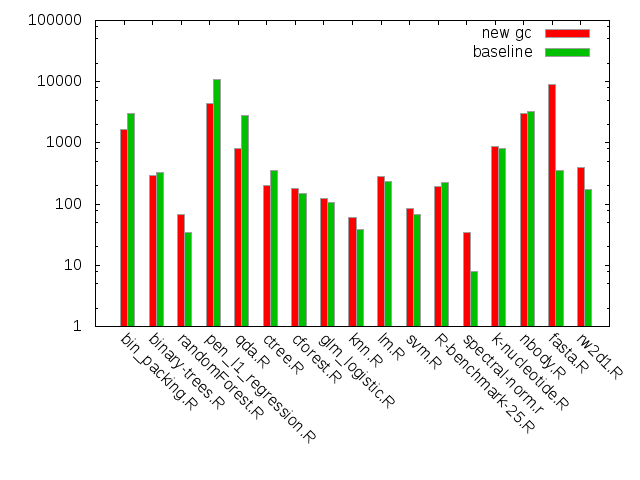 100000
10000
1000
100
10
1
new gc
baseline
bin_packing.R
binary-trees.R
randomForest.R
pen_l1_regression.R
qda.R
ctree.R
cforest.R
glm_logistic.R
knn.R
lm.R
svm.R
R-benchmark-25.R
spectral-norm.r
k-nucleotide.R
nbody.R
fasta.R
rw2d1.R